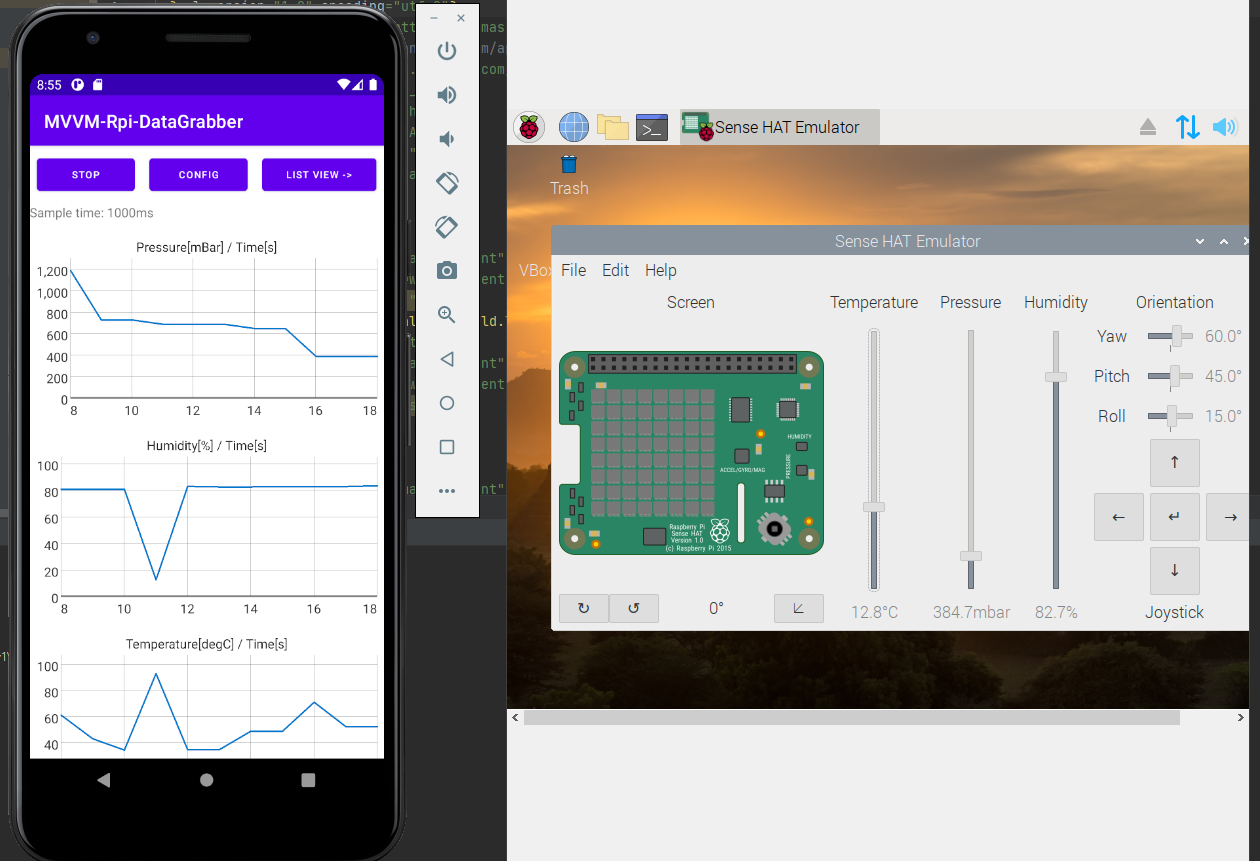 8:55
MVVM-Rpi-DataGrabber
STOP
CONFIG
LIST VIEW ->
Sample time: 1000ms
Pressure[mBar] / Time[s]
1,200
1,000
800
600
400
200
0
8 10 12 14 16 18
Humidity[%] / Time[s]
100
80
60
40
20
0
8 10 12 14 16 18
Temperature[degC] / Time[s]
100
80
60
40
Sense HAT Emulator
Trash
VBox
Sense HAT Emulator
File Edit Help
Screen
Temperature
Pressure
Humidity
Orientation
Yaw 60.0°
Pitch 45.0°
Roll 15.0°
HUMIDITY
PRESSURE
ACCEL/GYRO/MAG
Raspberry Pi
Sense HAT
Version 1.0
(c) Raspberry Pi 2015
↑
← ↵ →
↓
↻ ↺ 0°
12.8°C
384.7mbar
82.7%
Joystick